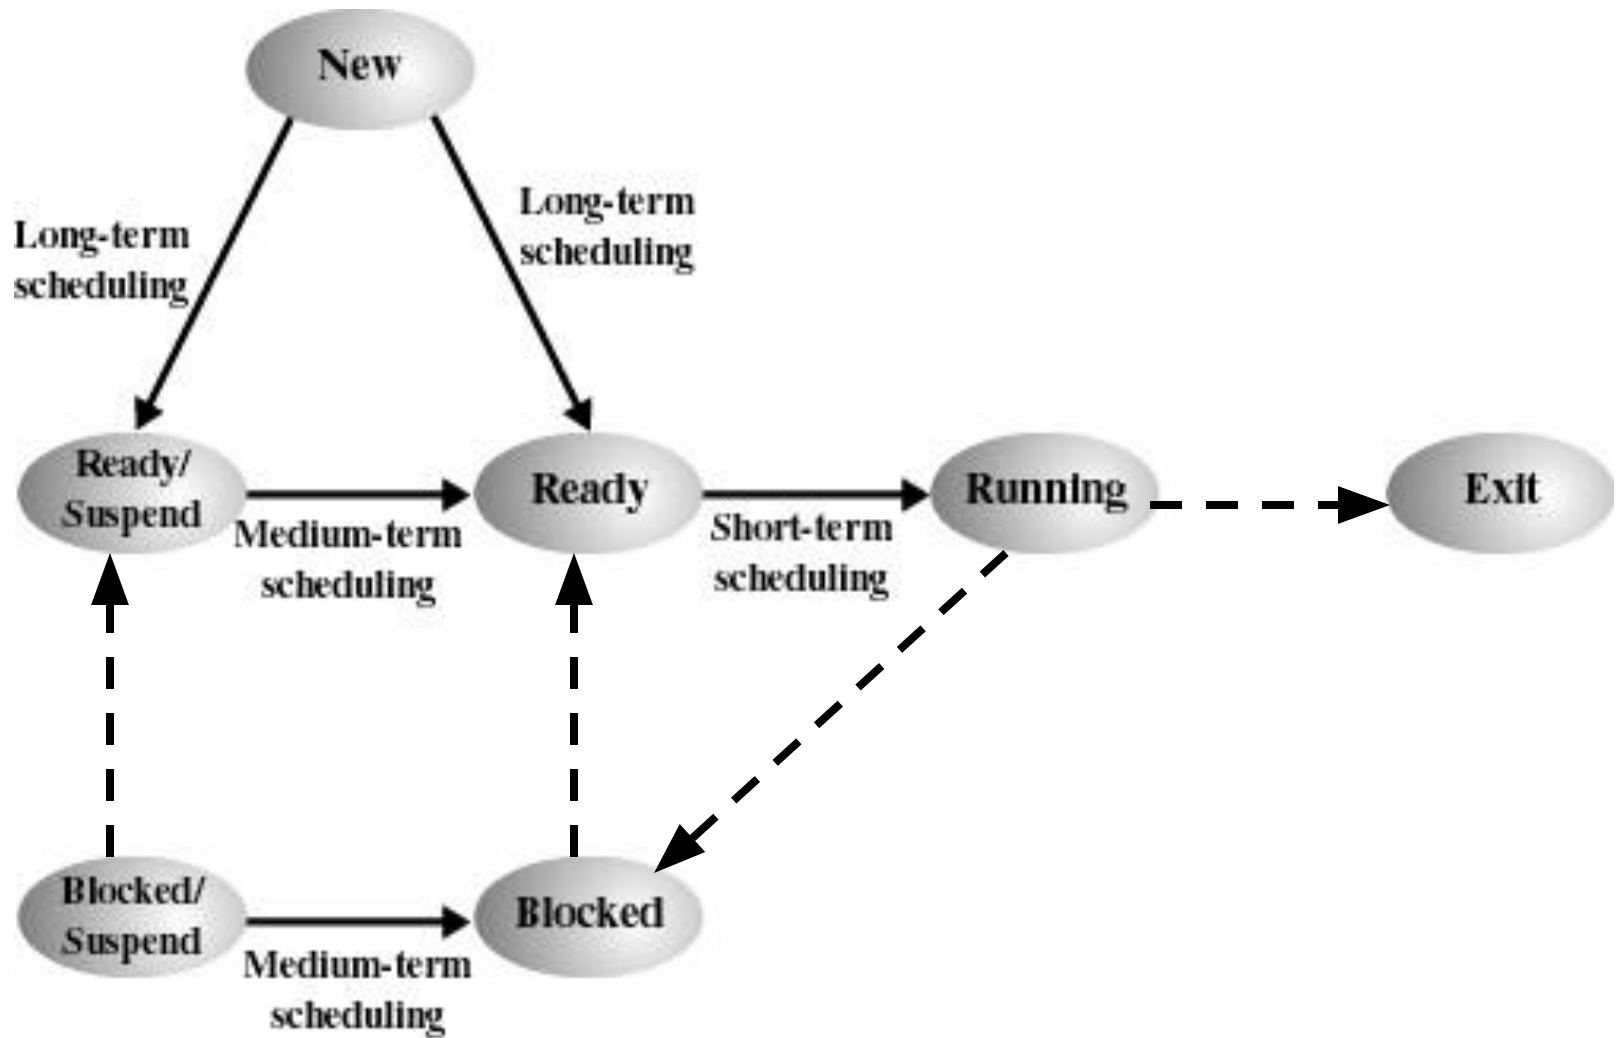 New
Long-term
scheduling
Long-term
scheduling
Ready/
Suspend
Medium-term
scheduling
Ready
Short-term
scheduling
Running
Exit
Blocked/
Suspend
Medium-term
scheduling
Blocked